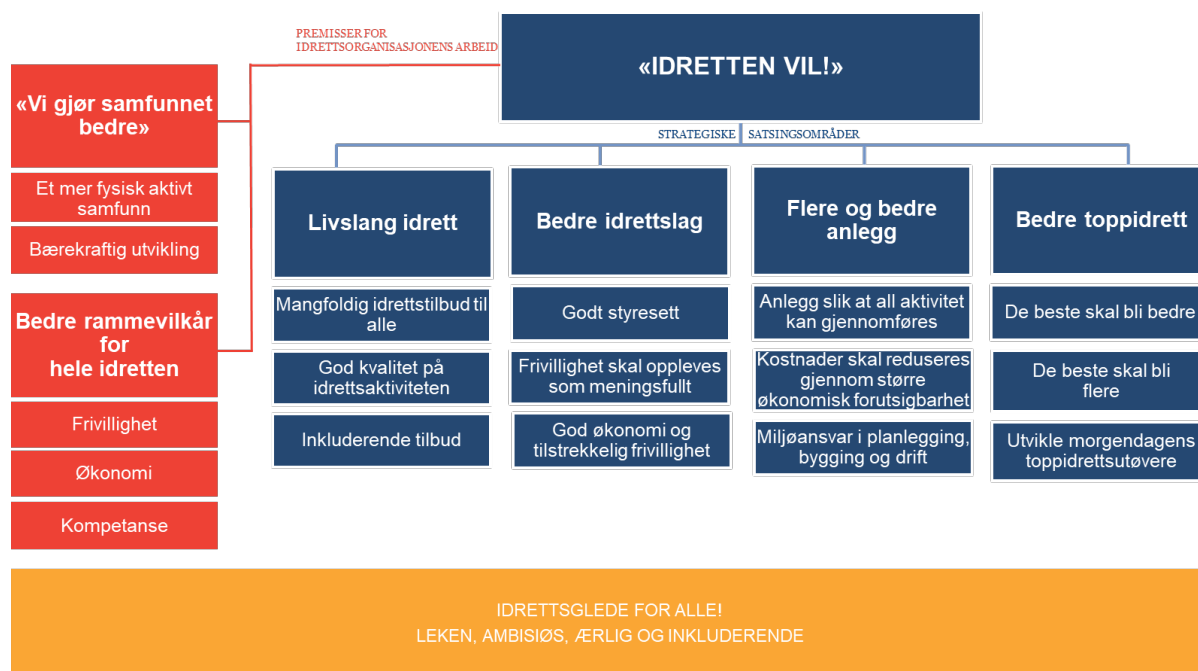 PREMISSER FOR
IDRETTSORGANISASJONENS ARBEID
«IDRETTEN VIL!»
«Vi gjør samfunnet
bedre»
Et mer fysisk aktivt
samfunn
Bærekraftig utvikling
Bedre rammevilkår
for
hele idretten
Frivillighet
Økonomi
Kompetanse
STRATEGISKE SATSINGSOMRÅDER
Livslang idrett
Mangfoldig idrettstilbud til
alle
God kvalitet på
idrettsaktiviteten
Inkluderende tilbud
Bedre idrettslag
Godt styresett
Frivillighet skal oppleves
som meningsfullt
God økonomi og
tilstrekkelig frivillighet
Flere og bedre
anlegg
Anlegg slik at all aktivitet
kan gjennomføres
Kostnader skal reduseres
gjennom større
økonomisk forutsigbarhet
Miljøansvar i planlegging,
bygging og drift
Bedre toppidrett
De beste skal bli bedre
De beste skal bli
flere
Utvikle morgendagens
toppidrettsutøvere
IDRETTSGLEDE FOR ALLE!
LEKEN, AMBISIØS, ÆRLIG OG INKLUDERENDE